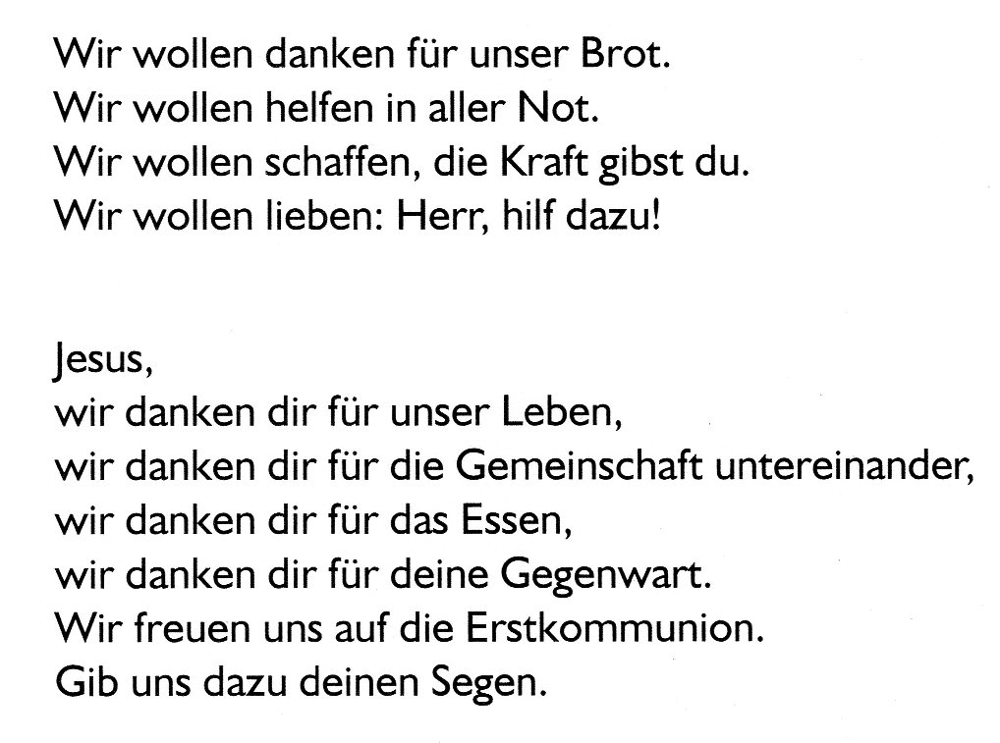 Wir wollen danken für unser Brot.
Wir wollen helfen in aller Not.
Wir wollen schaffen, die Kraft gibst du.
Wir wollen lieben: Herr, hilf dazu!
Jesus,
wir danken dir für unser Leben,
wir danken dir für die Gemeinschaft untereinander,
wir danken dir für das Essen,
wir danken dir für deine Gegenwart.
Wir freuen uns auf die Erstkommunion.
Gib uns dazu deinen Segen.